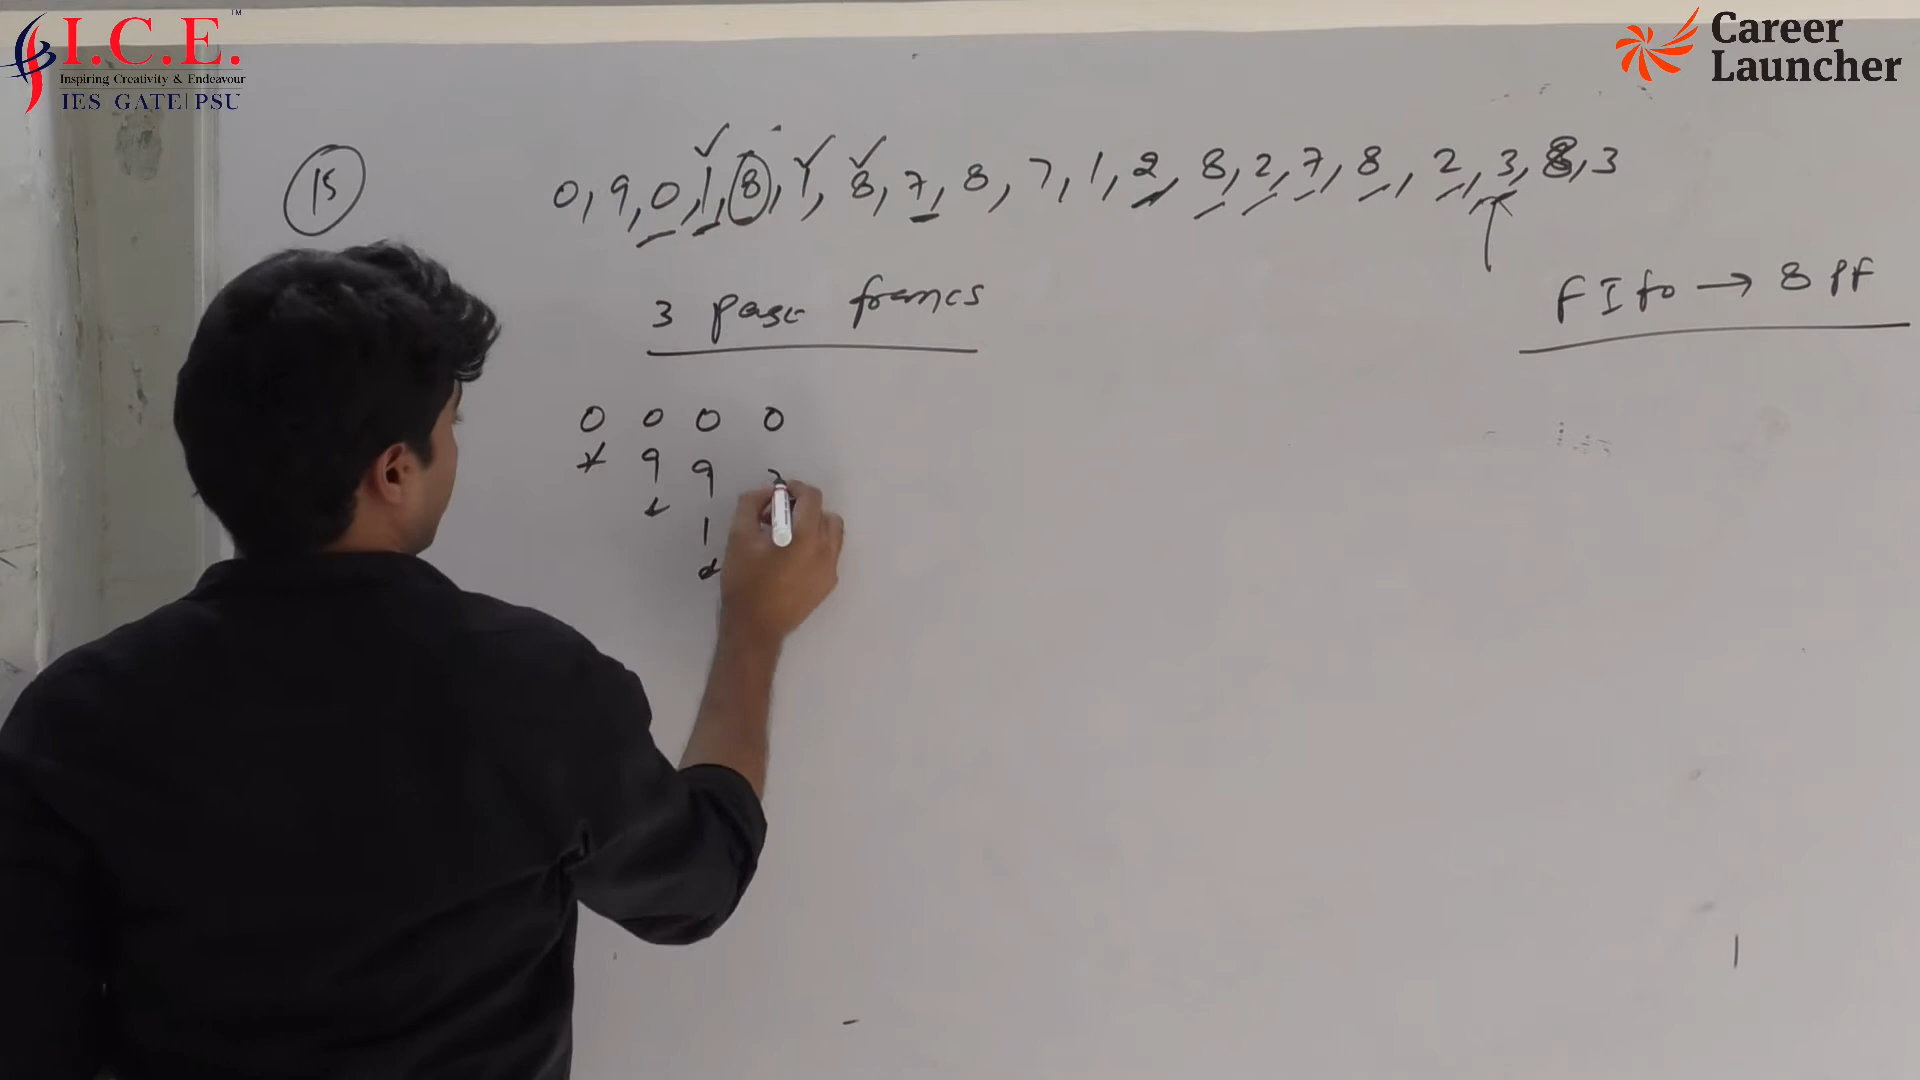 I.C.E.™
Inspiring Creativity & Endeavour
IES GATE|PSU
Career
Launcher
15
0, 9, 0, 1, 8, 1, 8, 7, 8, 7, 1, 2, 8, 2, 7, 8, 2, 3, 8, 3
3 page frames
FIfo → 8 pf
0 0 0 0
9 9
1